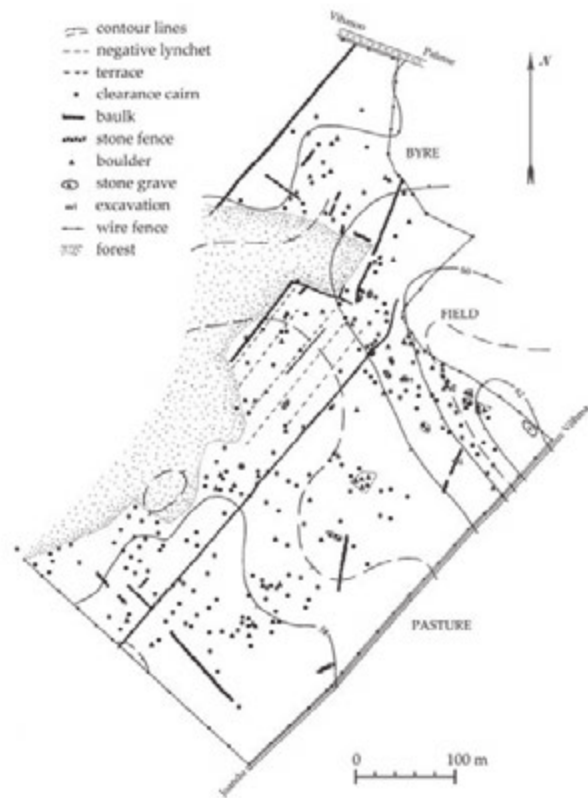 contour lines
negative lynchet
terrace
clearance cairn
baulk
stone fence
boulder
stone grave
excavation
wire fence
forest
N
BYRE
FIELD
PASTURE
0
100 m